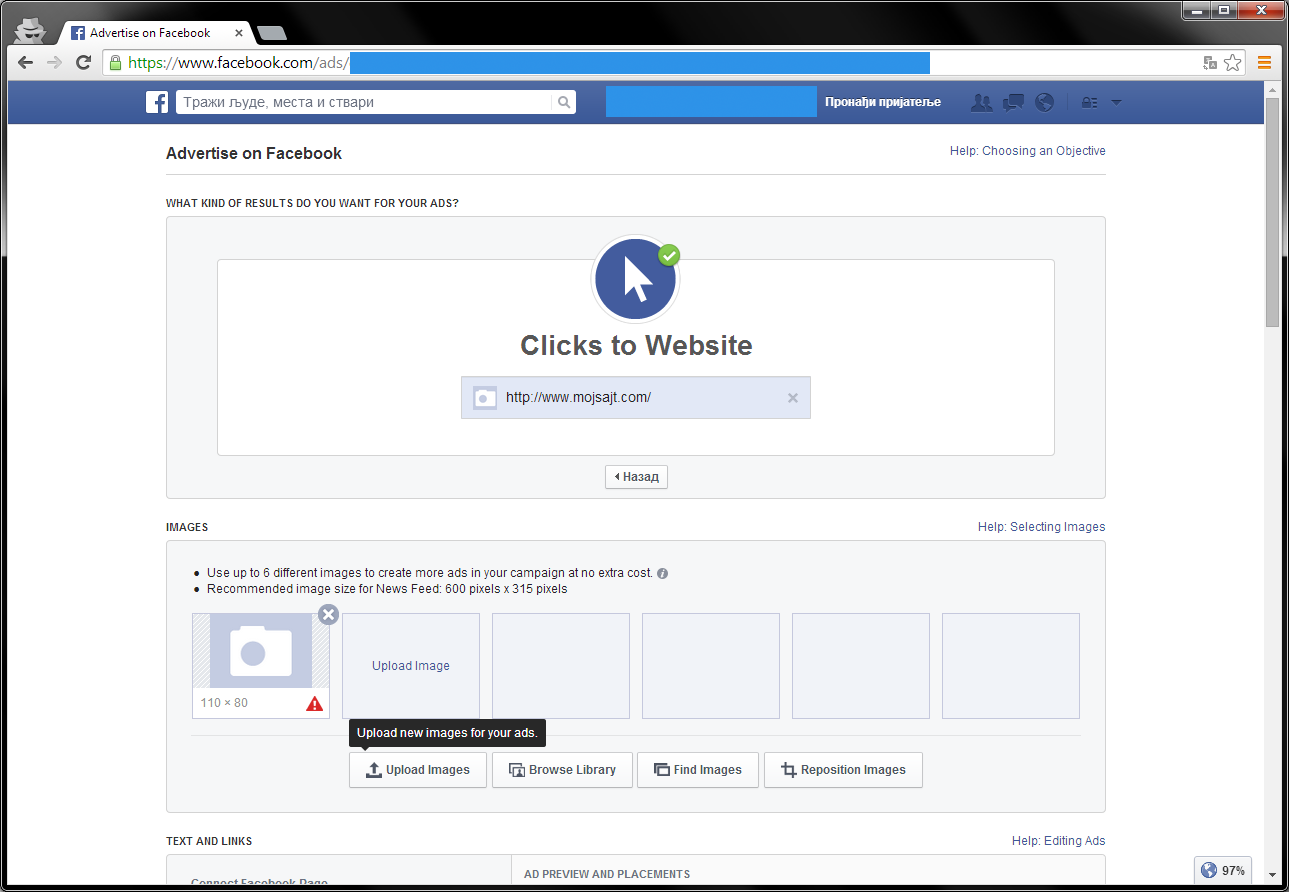 Advertise on Facebook
https://www.facebook.com/ads/
Тражи људе, места и ствари
Пронађи пријатеље
Advertise on Facebook
Help: Choosing an Objective
WHAT KIND OF RESULTS DO YOU WANT FOR YOUR ADS?
Clicks to Website
http://www.mojsajt.com/
Назад
IMAGES
Help: Selecting Images
Use up to 6 different images to create more ads in your campaign at no extra cost.
Recommended image size for News Feed: 600 pixels x 315 pixels
Upload Image
110 × 80
Upload new images for your ads.
Upload Images
Browse Library
Find Images
Reposition Images
TEXT AND LINKS
Help: Editing Ads
Connect Facebook Page
AD PREVIEW AND PLACEMENTS
97%